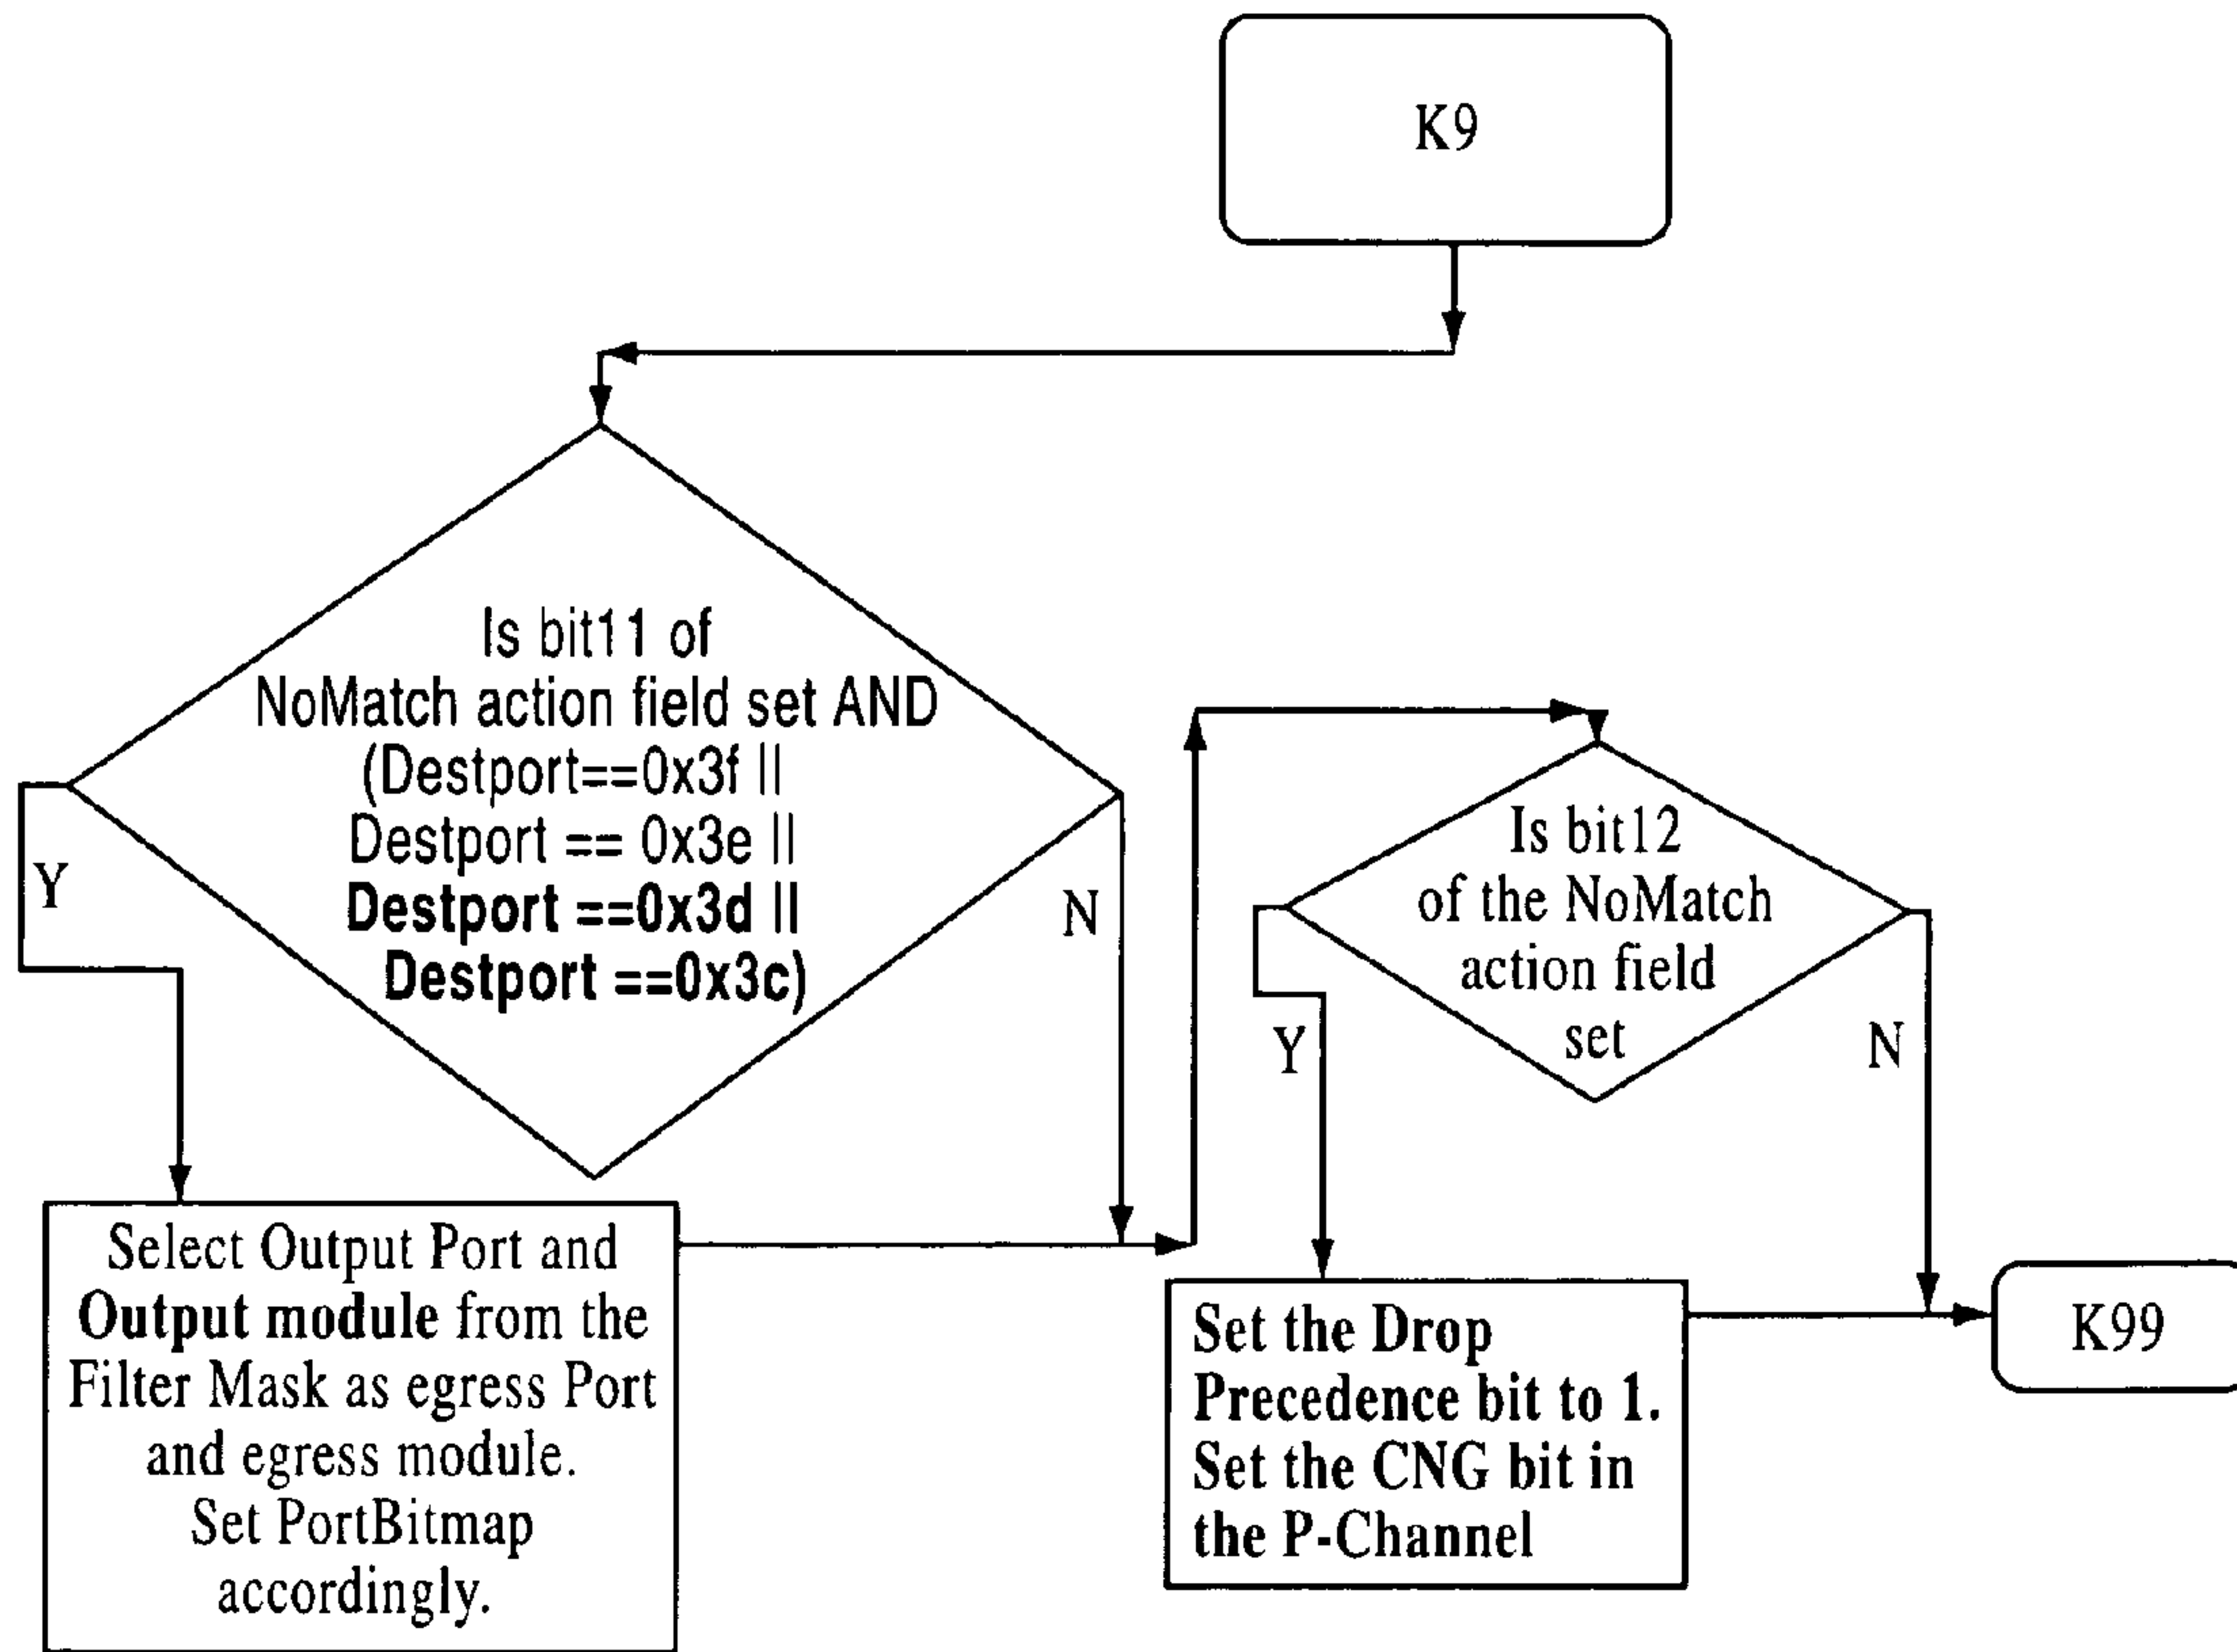 K9
Is bit11 of
NoMatch action field set AND
(Destport==0x3f ||
Destport == 0x3e ||
Destport ==0x3d ||
Destport ==0x3c)
Y
N
Select Output Port and
Output module from the
Filter Mask as egress Port
and egress module.
Set PortBitmap
accordingly.
Is bit12
of the NoMatch
action field
set
Y
N
Set the Drop
Precedence bit to 1.
Set the CNG bit in
the P-Channel
K99